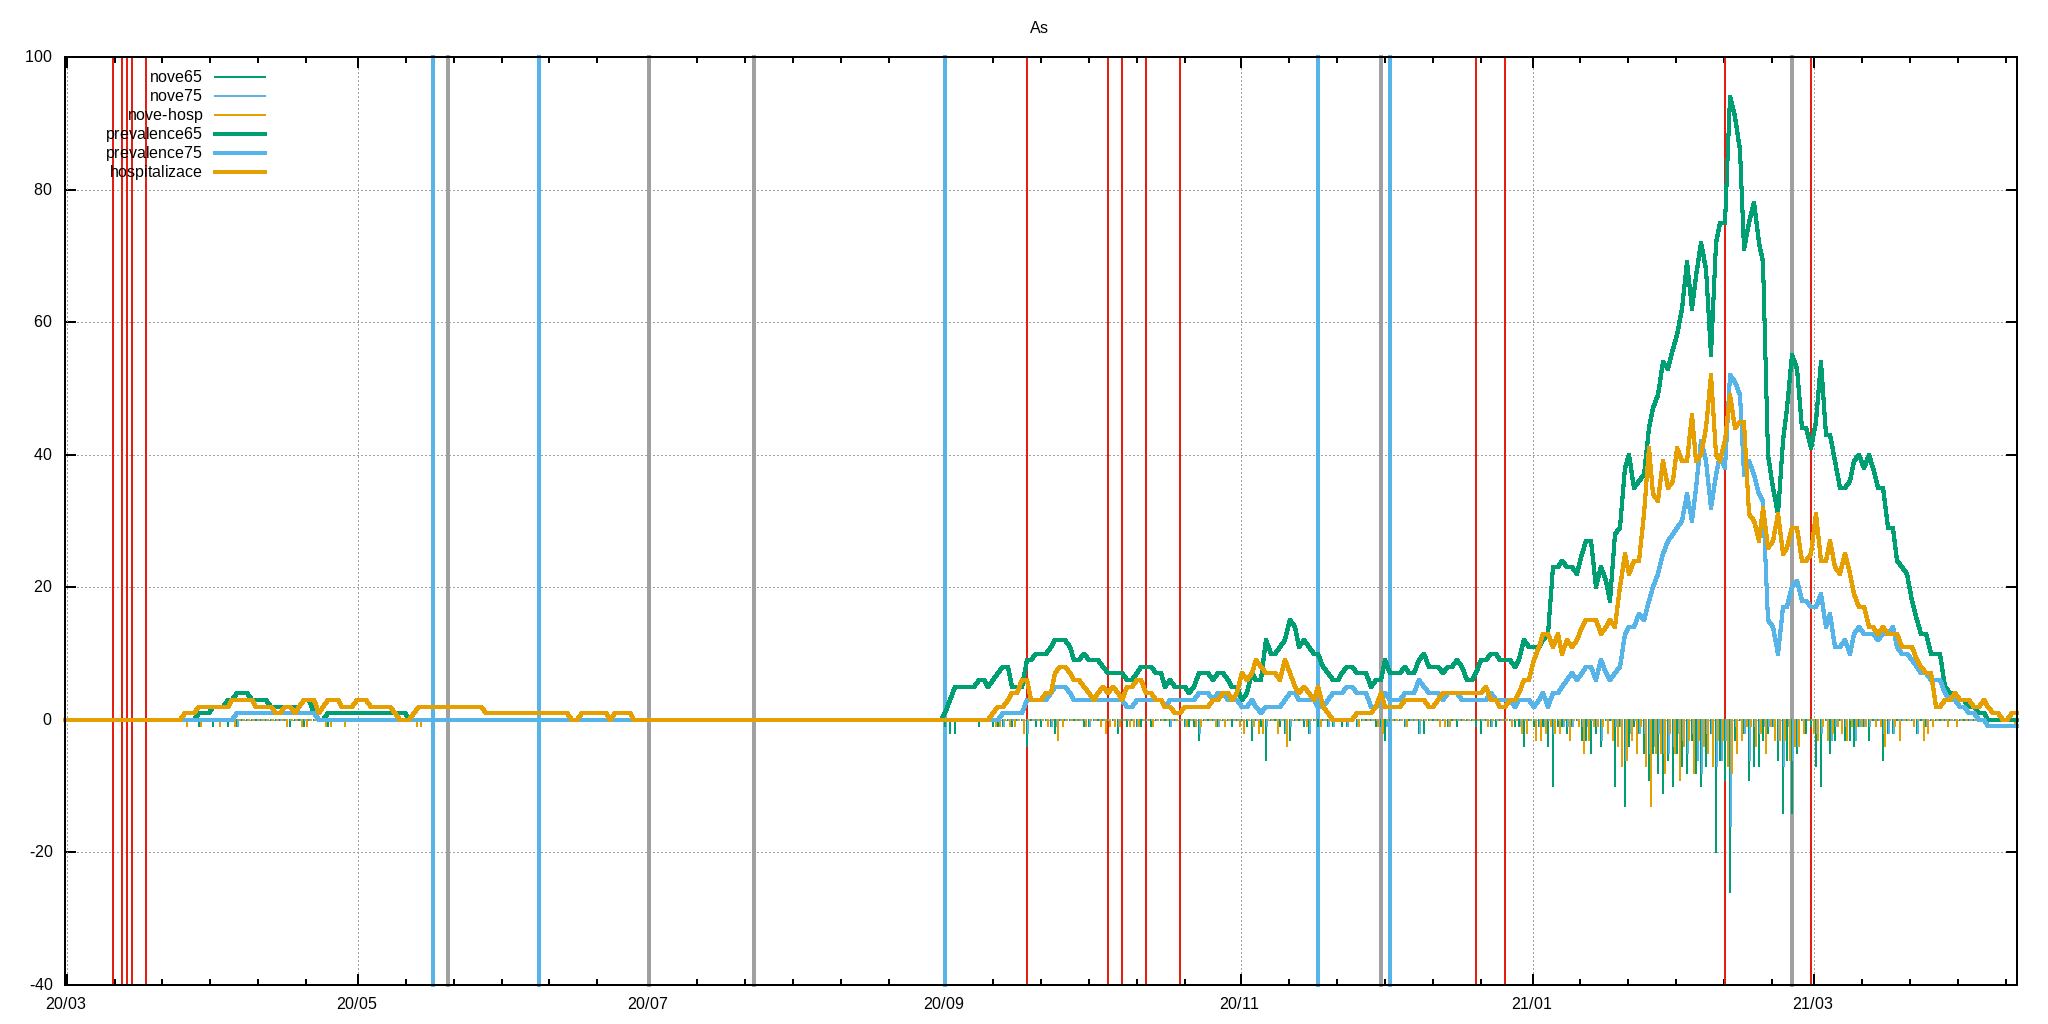 As
100
nove65
nove75
nove-hosp
prevalence65
prevalence75
hospitalizace
80
60
40
20
0
-20
-40
20/03 20/05 20/07 20/09 20/11 21/01 21/03